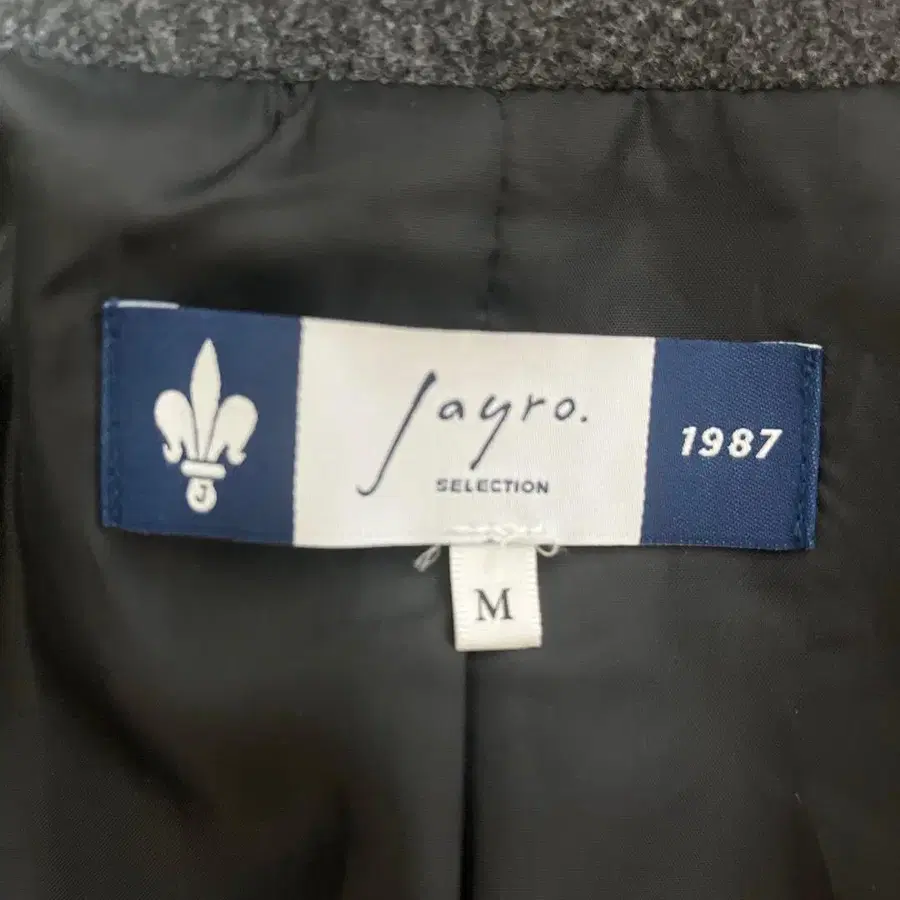 Jayro.
SELECTION
1987
J
M